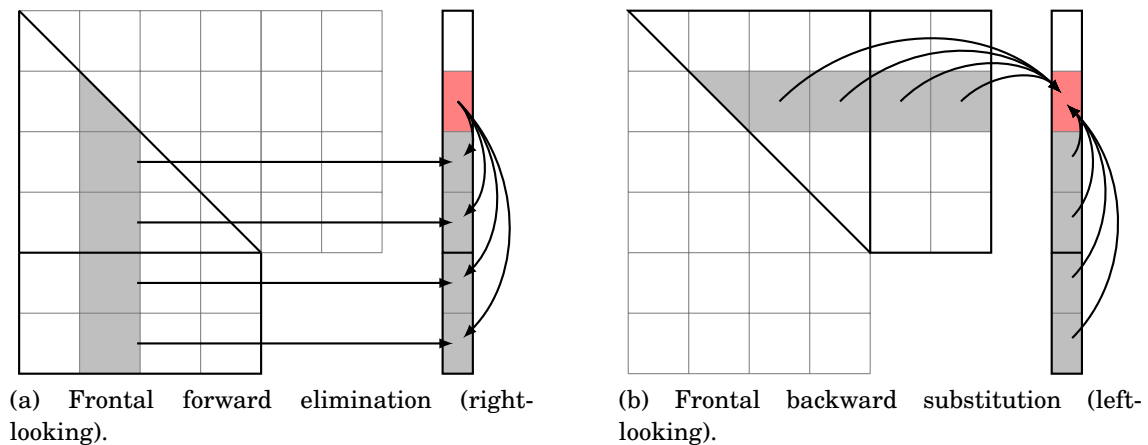 (a) Frontal forward elimination (right-
looking).
(b) Frontal backward substitution (left-
looking).